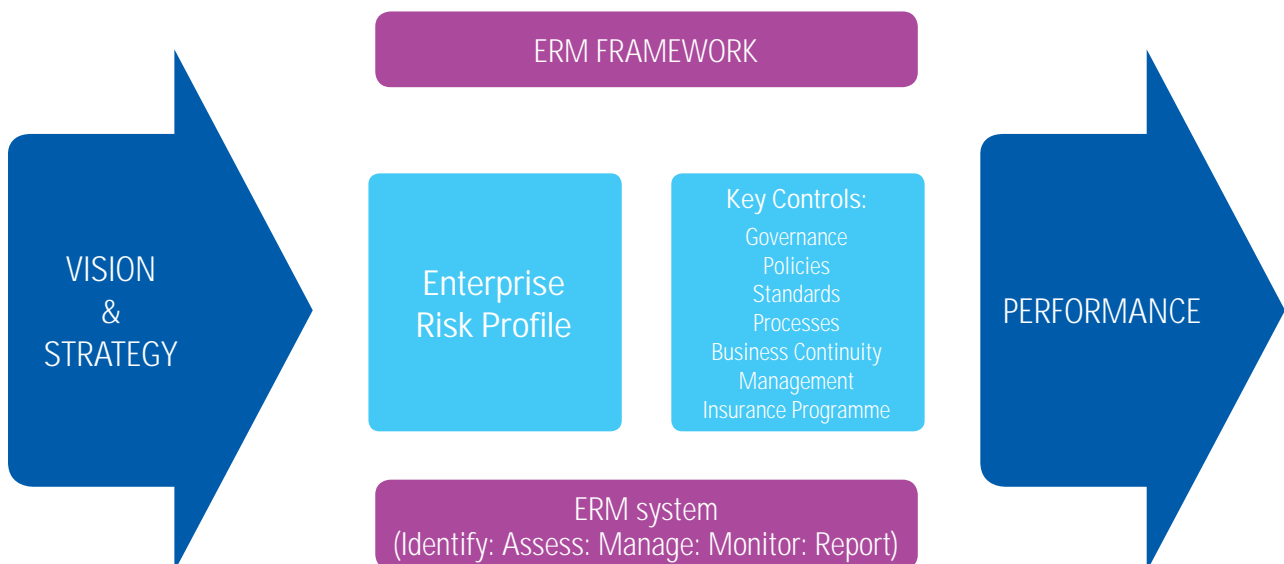 ERM FRAMEWORK
VISION
&
STRATEGY
Enterprise
Risk Profile
Key Controls:
Governance
Policies
Standards
Processes
Business Continuity
Management
Insurance Programme
PERFORMANCE
ERM system
(Identify: Assess: Manage: Monitor: Report)